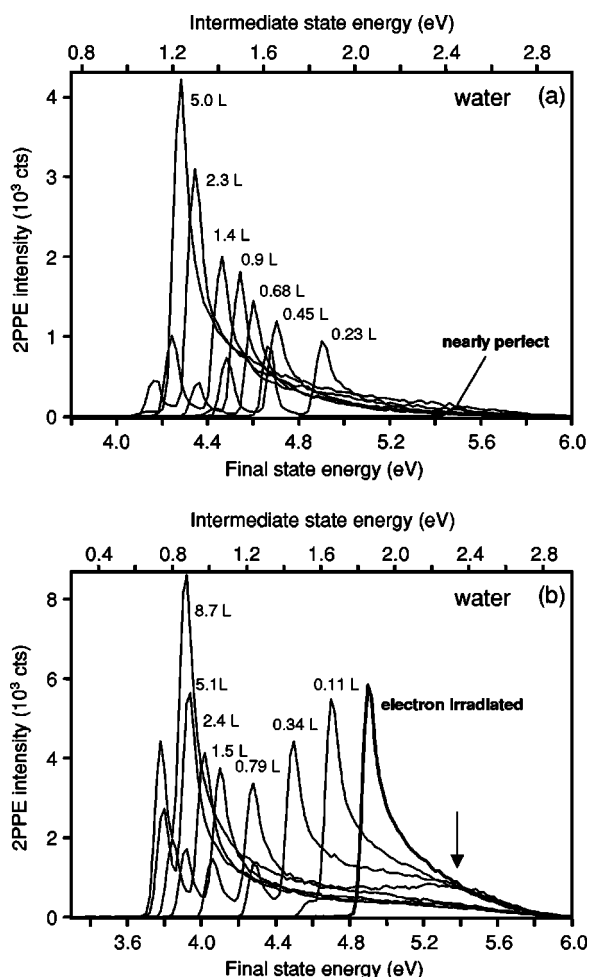 Intermediate state energy (eV)
0.8 1.2 1.6 2.0 2.4 2.8
water (a)
5.0 L
2.3 L
1.4 L
0.9 L
0.68 L
0.45 L
0.23 L
nearly perfect
2PPE intensity (10³ cts)
4
3
2
1
0
4.0 4.4 4.8 5.2 5.6 6.0
Final state energy (eV)
Intermediate state energy (eV)
0.4 0.8 1.2 1.6 2.0 2.4 2.8
water (b)
8.7 L
5.1L
2.4 L
1.5 L
0.79 L
0.34 L
0.11 L
electron irradiated
2PPE intensity (10³ cts)
8
6
4
2
0
3.6 4.0 4.4 4.8 5.2 5.6 6.0
Final state energy (eV)